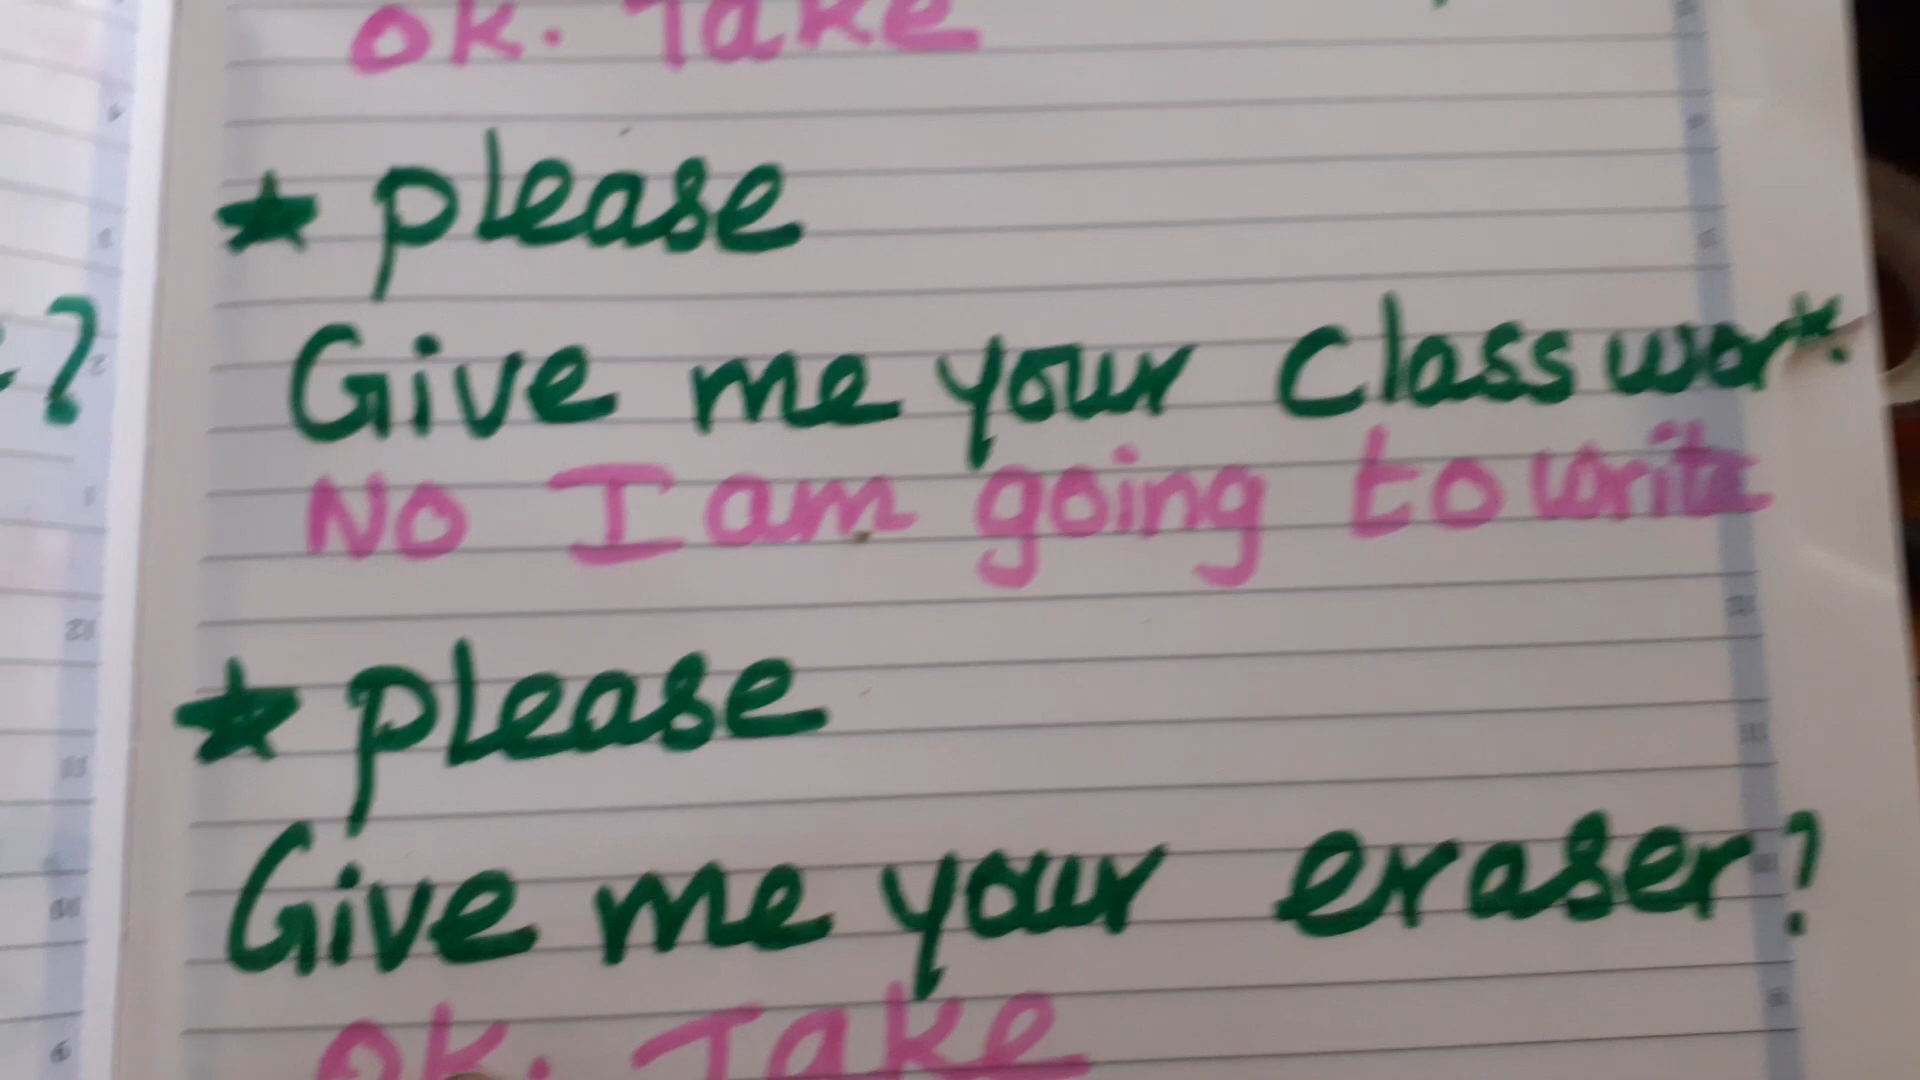 OK. Take
★ please
Give me your Class work.
No I am going to write
★ please
Give me your eraser?
OK. Take